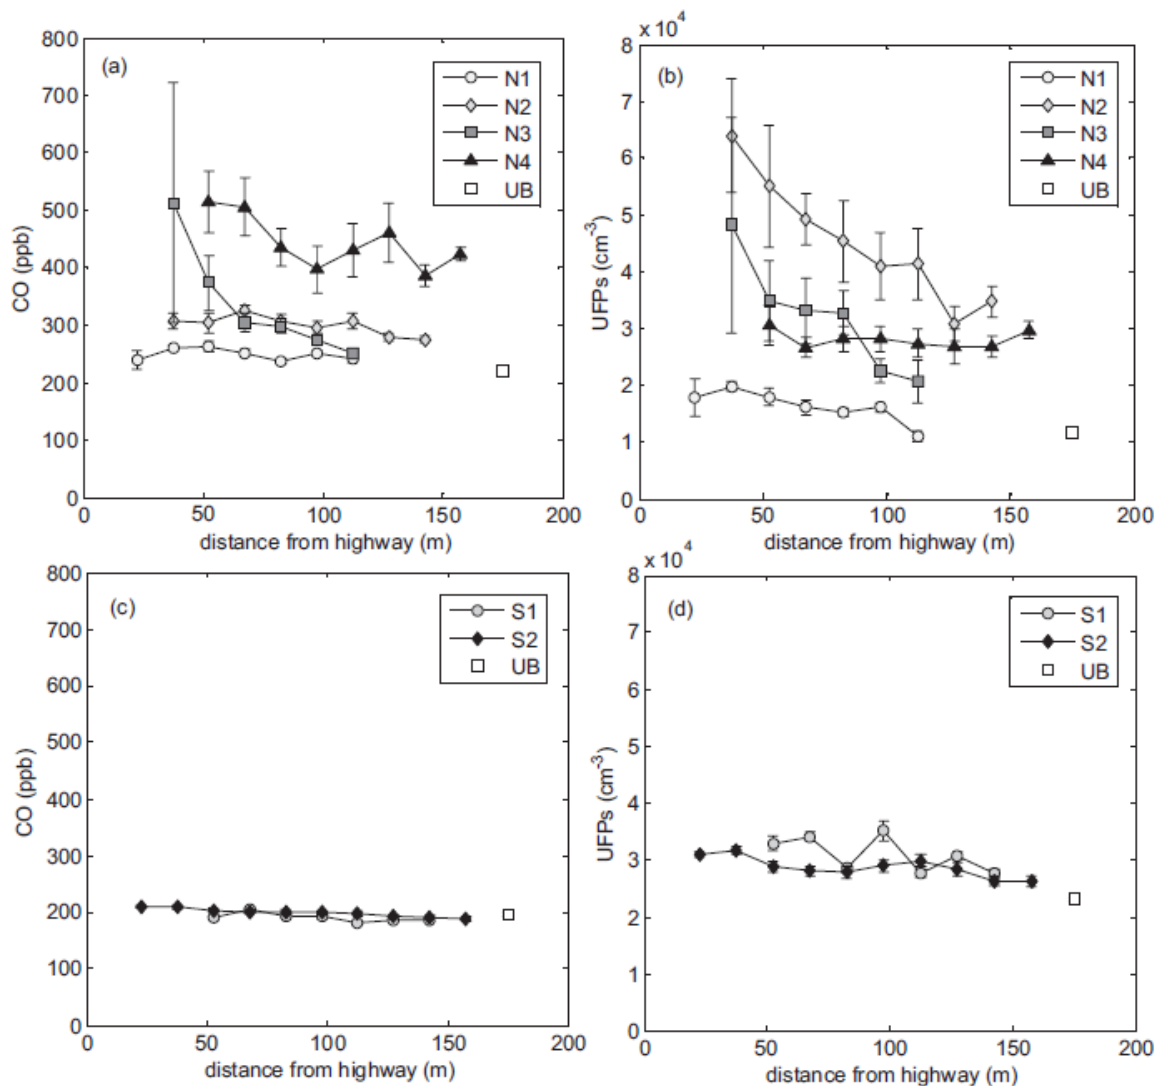 (a)
CO (ppb)
800
700
600
500
400
300
200
100
0
0 50 100 150 200
distance from highway (m)
N1
N2
N3
N4
UB
(b)
x 10⁴
UFPs (cm⁻³)
8
7
6
5
4
3
2
1
0
0 50 100 150 200
distance from highway (m)
N1
N2
N3
N4
UB
(c)
CO (ppb)
800
700
600
500
400
300
200
100
0
0 50 100 150 200
distance from highway (m)
S1
S2
UB
(d)
x 10⁴
UFPs (cm⁻³)
8
7
6
5
4
3
2
1
0
0 50 100 150 200
distance from highway (m)
S1
S2
UB